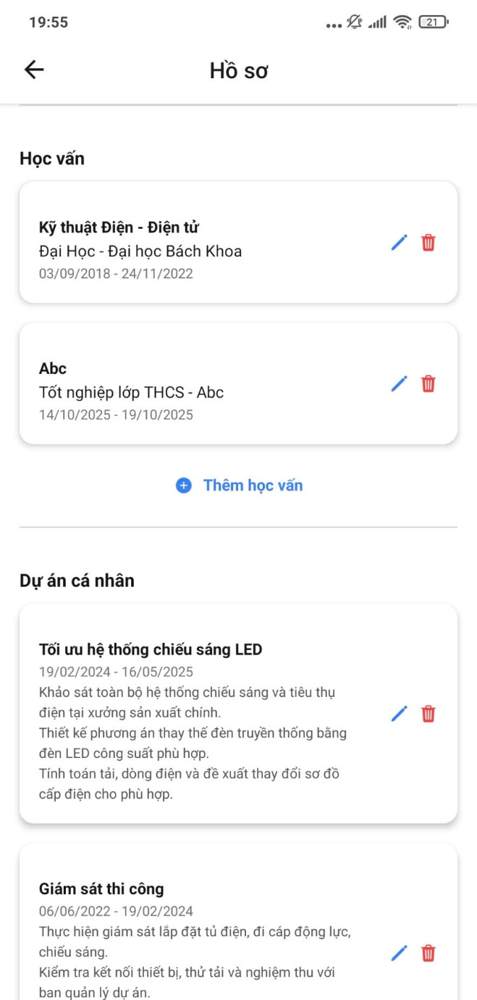 19:55
21
Hồ sơ
Học vấn
Kỹ thuật Điện - Điện tử
Đại Học - Đại học Bách Khoa
03/09/2018 - 24/11/2022
Abc
Tốt nghiệp lớp THCS - Abc
14/10/2025 - 19/10/2025
Thêm học vấn
Dự án cá nhân
Tối ưu hệ thống chiếu sáng LED
19/02/2024 - 16/05/2025
Khảo sát toàn bộ hệ thống chiếu sáng và tiêu thụ
điện tại xưởng sản xuất chính.
Thiết kế phương án thay thế đèn truyền thống bằng
đèn LED công suất phù hợp.
Tính toán tải, dòng điện và đề xuất thay đổi sơ đồ
cấp điện cho phù hợp.
Giám sát thi công
06/06/2022 - 19/02/2024
Thực hiện giám sát lắp đặt tủ điện, đi cáp động lực,
chiếu sáng.
Kiểm tra kết nối thiết bị, thử tải và nghiệm thu với
ban quản lý dự án.